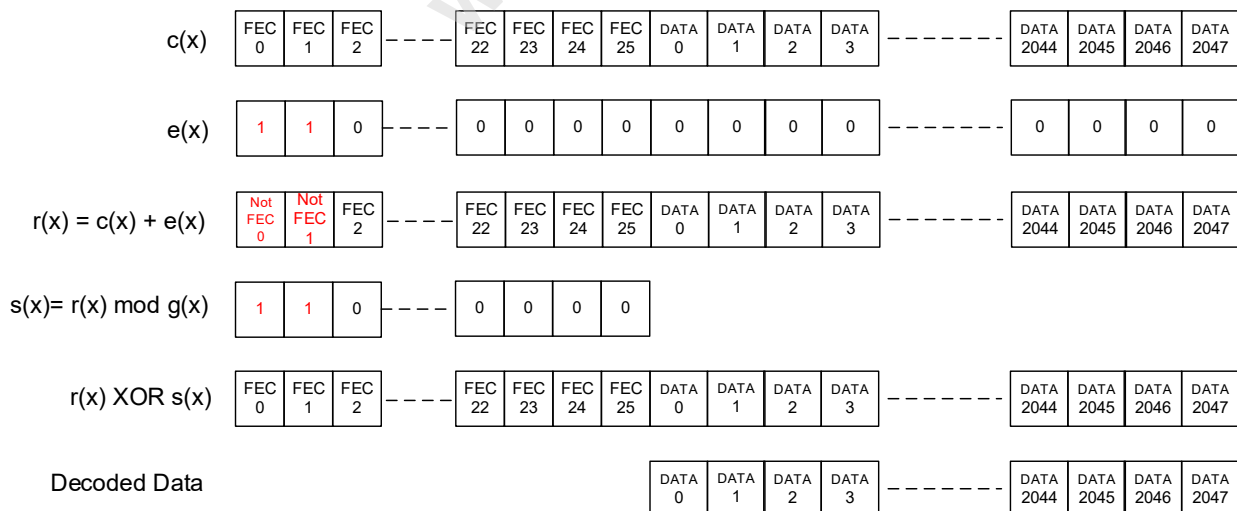 c(x) FEC 0 FEC 1 FEC 2 FEC 22 FEC 23 FEC 24 FEC 25 DATA 0 DATA 1 DATA 2 DATA 3 DATA 2044 DATA 2045 DATA 2046 DATA 2047
e(x) 1 1 0 0 0 0 0 0 0 0 0 0 0 0 0
r(x) = c(x) + e(x) Not FEC 0 Not FEC 1 FEC 2 FEC 22 FEC 23 FEC 24 FEC 25 DATA 0 DATA 1 DATA 2 DATA 3 DATA 2044 DATA 2045 DATA 2046 DATA 2047
s(x)= r(x) mod g(x) 1 1 0 0 0 0 0
r(x) XOR s(x) FEC 0 FEC 1 FEC 2 FEC 22 FEC 23 FEC 24 FEC 25 DATA 0 DATA 1 DATA 2 DATA 3 DATA 2044 DATA 2045 DATA 2046 DATA 2047
Decoded Data DATA 0 DATA 1 DATA 2 DATA 3 DATA 2044 DATA 2045 DATA 2046 DATA 2047